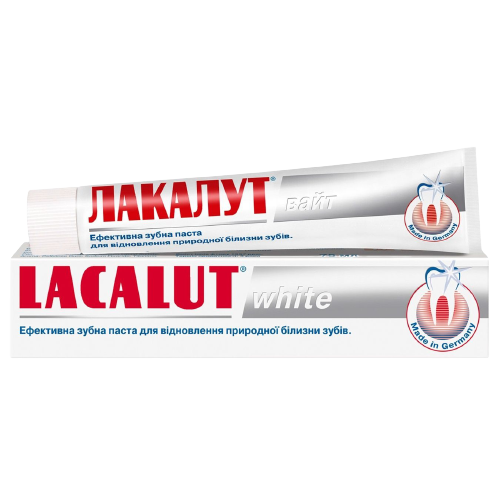 ЛАКАЛУТ® вайт
Ефективна зубна паста
для відновлення природної білизни зубів.
Made in Germany
LACALUT® white
Ефективна зубна паста для відновлення природної білизни зубів.
Made in Germany